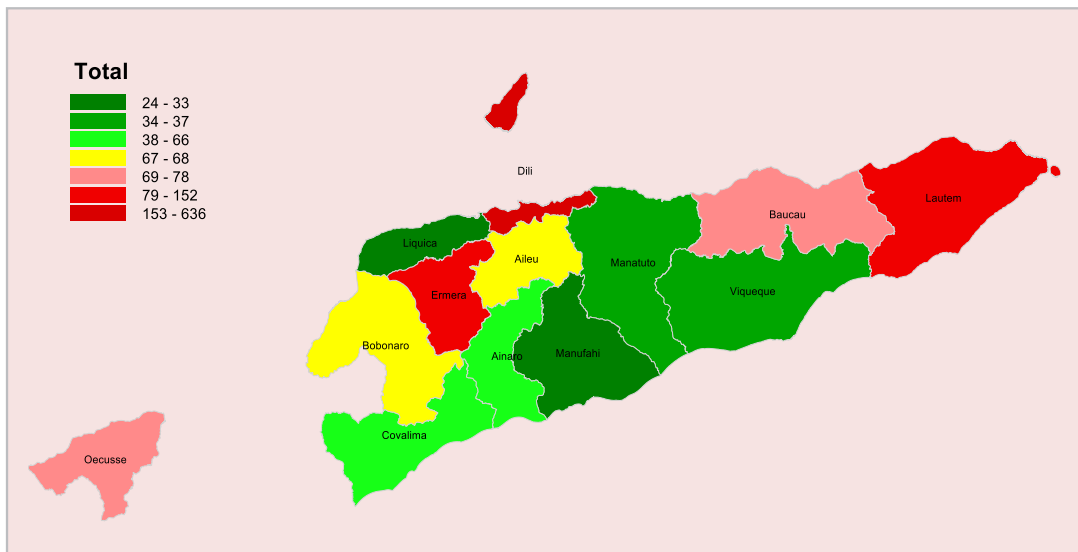 Total
24 - 33
34 - 37
38 - 66
67 - 68
69 - 78
79 - 152
153 - 636
Dili
Lautem
Baucau
Liquica
Aileu
Manatuto
Viqueque
Ermera
Bobonaro
Ainaro
Manufahi
Covalima
Oecusse